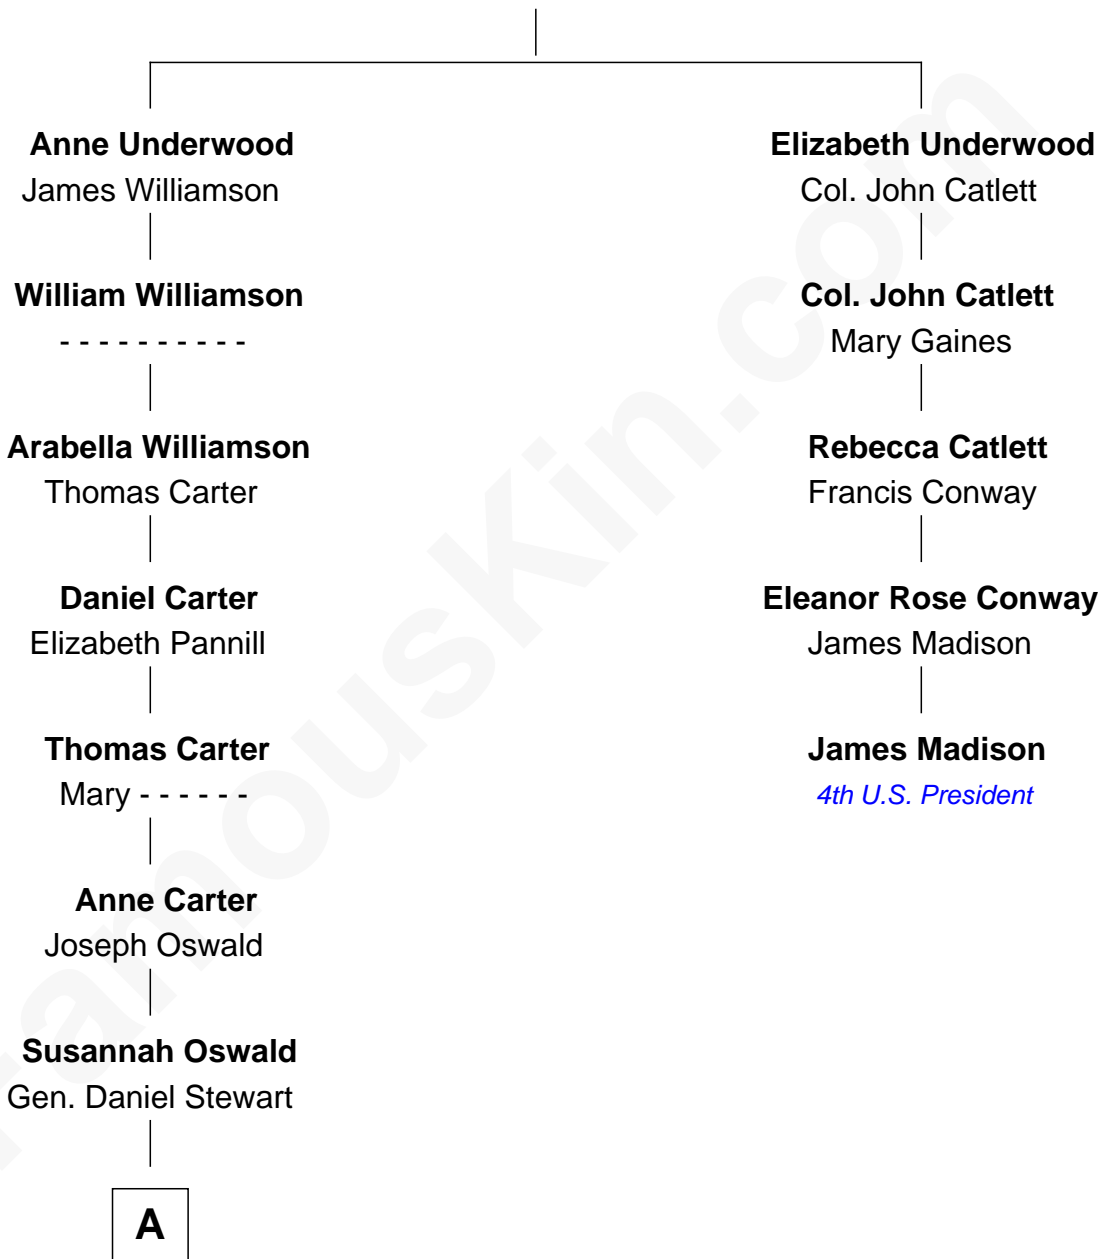 Anne Underwood
James Williamson
William Williamson
- - - - - - - - - -
Arabella Williamson
Thomas Carter
Daniel Carter
Elizabeth Pannill
Thomas Carter
Mary - - - - - -
Anne Carter
Joseph Oswald
Susannah Oswald
Gen. Daniel Stewart
A
Elizabeth Underwood
Col. John Catlett
Col. John Catlett
Mary Gaines
Rebecca Catlett
Francis Conway
Eleanor Rose Conway
James Madison
James Madison
4th U.S. President
FamousKin.com